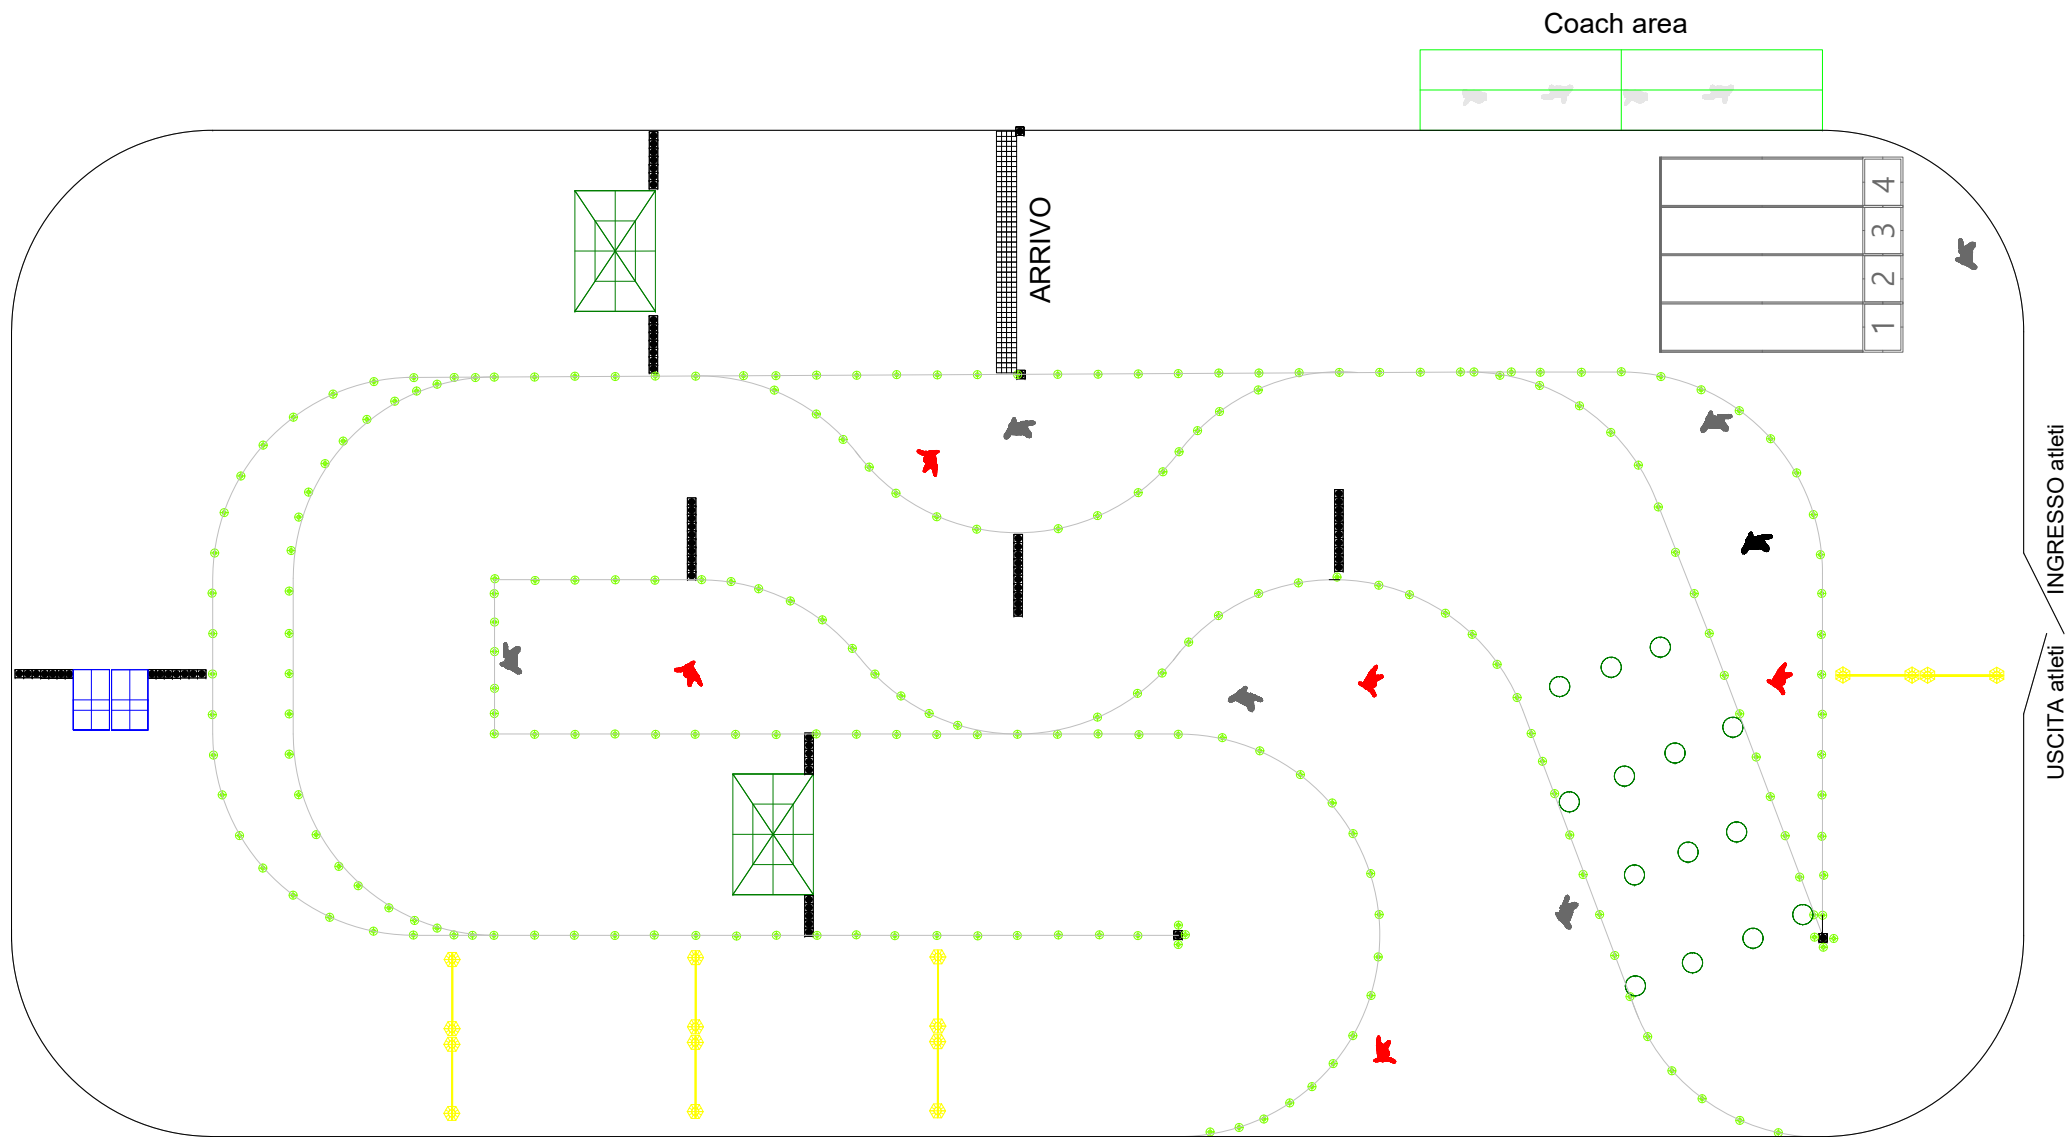 Coach area
ARRIVO
4
3
2
1
INGRESSO atleti
USCITA atleti